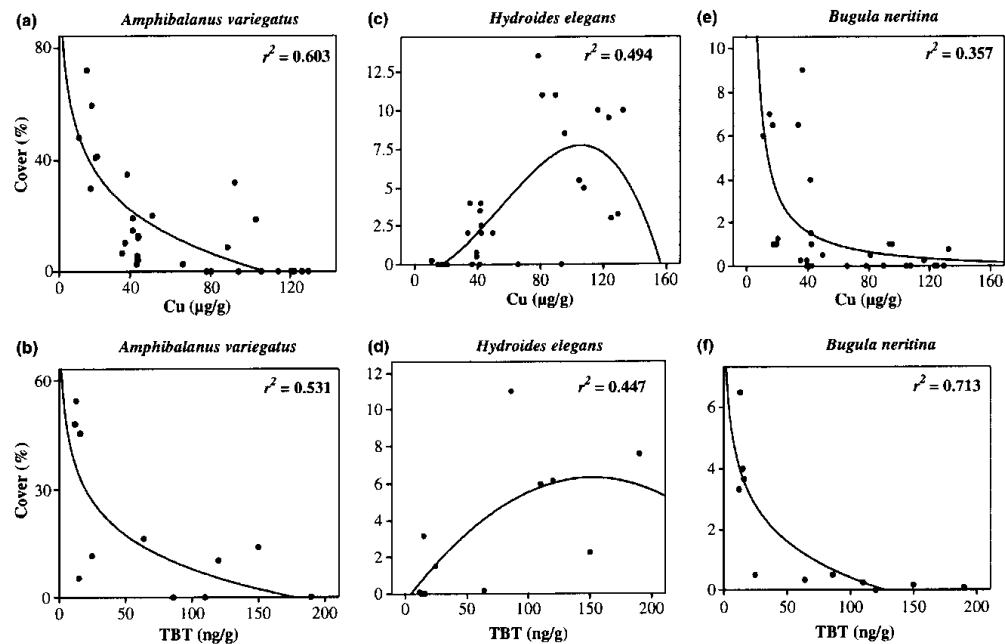 (a) Amphibalanus variegatus
r² = 0.603
80
40
0
Cover (%)
0 40 80 120
Cu (µg/g)
(c) Hydroides elegans
r² = 0.494
12.5
10
7.5
5
2.5
0
0 40 80 120 160
Cu (µg/g)
(e) Bugula neritina
r² = 0.357
10
8
6
4
2
0
0 40 80 120 160
Cu (µg/g)
(b) Amphibalanus variegatus
r² = 0.531
60
30
0
Cover (%)
0 50 100 150 200
TBT (ng/g)
(d) Hydroides elegans
r² = 0.447
12
10
8
6
4
2
0
0 50 100 150 200
TBT (ng/g)
(f) Bugula neritina
r² = 0.713
6
4
2
0
0 50 100 150 200
TBT (ng/g)